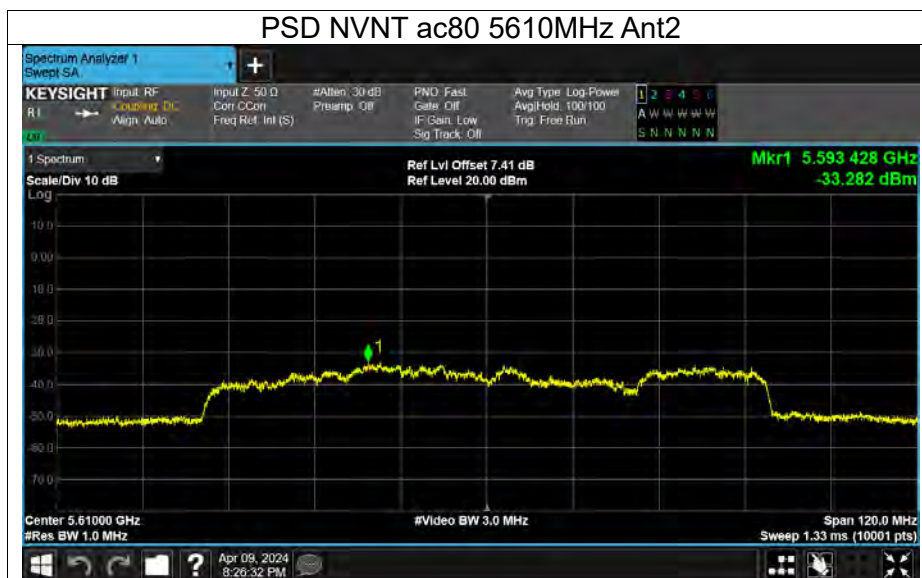 PSD NVNT ac80 5610MHz Ant2
Spectrum Analyzer 1
Swept SA
+
KEYSIGHT Input: RF
Coupling: DC
Align: Auto
Input Z: 50 Ω
Corr CCorr
Freq Ref: Int (S)
#Atten: 30 dB
Preamp: Off
PNO: Fast
Gate: Off
IF Gain: Low
Sig Track: Off
Avg Type: Log-Power
Avg|Hold: 100/100
Trig: Free Run
1 2 3 4 5 6
A W W W W W
S N N N N N
1 Spectrum
Scale/Div 10 dB
Ref Lvl Offset 7.41 dB
Ref Level 20.00 dBm
Mkr1 5.593 428 GHz
-33.282 dBm
Log
10.0
0.00
-10.0
-20.0
-30.0
-40.0
-50.0
-60.0
-70.0
1
Center 5.61000 GHz
#Res BW 1.0 MHz
#Video BW 3.0 MHz
Span 120.0 MHz
Sweep 1.33 ms (10001 pts)
?
Apr 09, 2024
8:26:32 PM